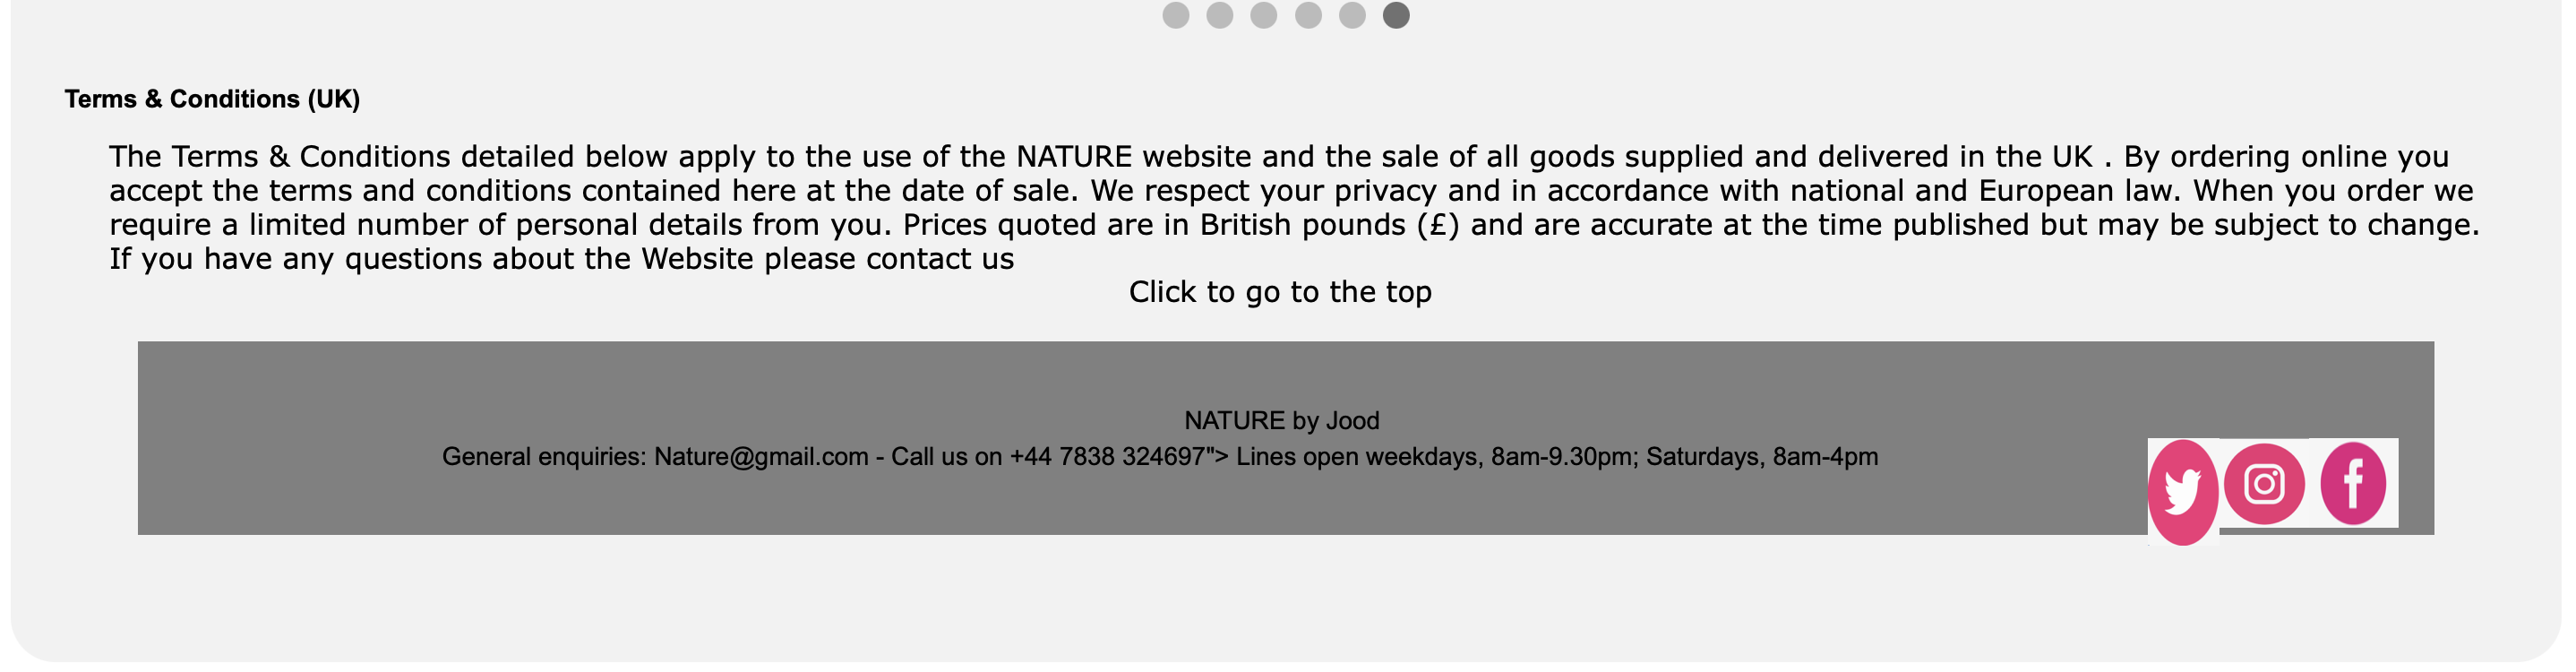 Terms & Conditions (UK)
The Terms & Conditions detailed below apply to the use of the NATURE website and the sale of all goods supplied and delivered in the UK . By ordering online you
accept the terms and conditions contained here at the date of sale. We respect your privacy and in accordance with national and European law. When you order we
require a limited number of personal details from you. Prices quoted are in British pounds (£) and are accurate at the time published but may be subject to change.
If you have any questions about the Website please contact us
Click to go to the top
NATURE by Jood
General enquiries: Nature@gmail.com - Call us on +44 7838 324697"> Lines open weekdays, 8am-9.30pm; Saturdays, 8am-4pm